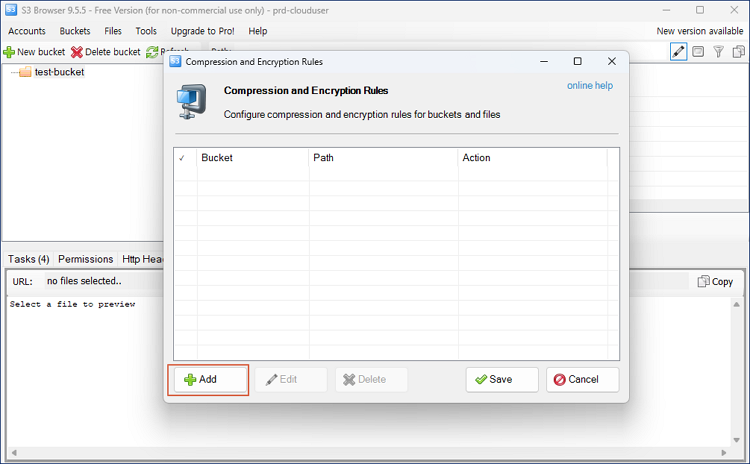 S3 Browser 9.5.5 - Free Version (for non-commercial use only) - prd-clouduser
Accounts Buckets Files Tools Upgrade to Pro! Help New version available
New bucket Delete bucket Refresh Path:
test-bucket
S3 Compression and Encryption Rules
Compression and Encryption Rules online help
Configure compression and encryption rules for buckets and files
✓ Bucket Path Action
Add Edit Delete Save Cancel
Tasks (4) Permissions Http Head
URL: no files selected.. Copy
Select a file to preview